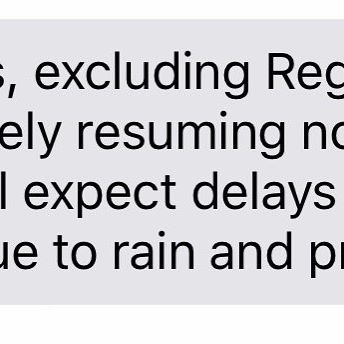 s, excluding Reg
ely resuming no
l expect delays
ue to rain and pr